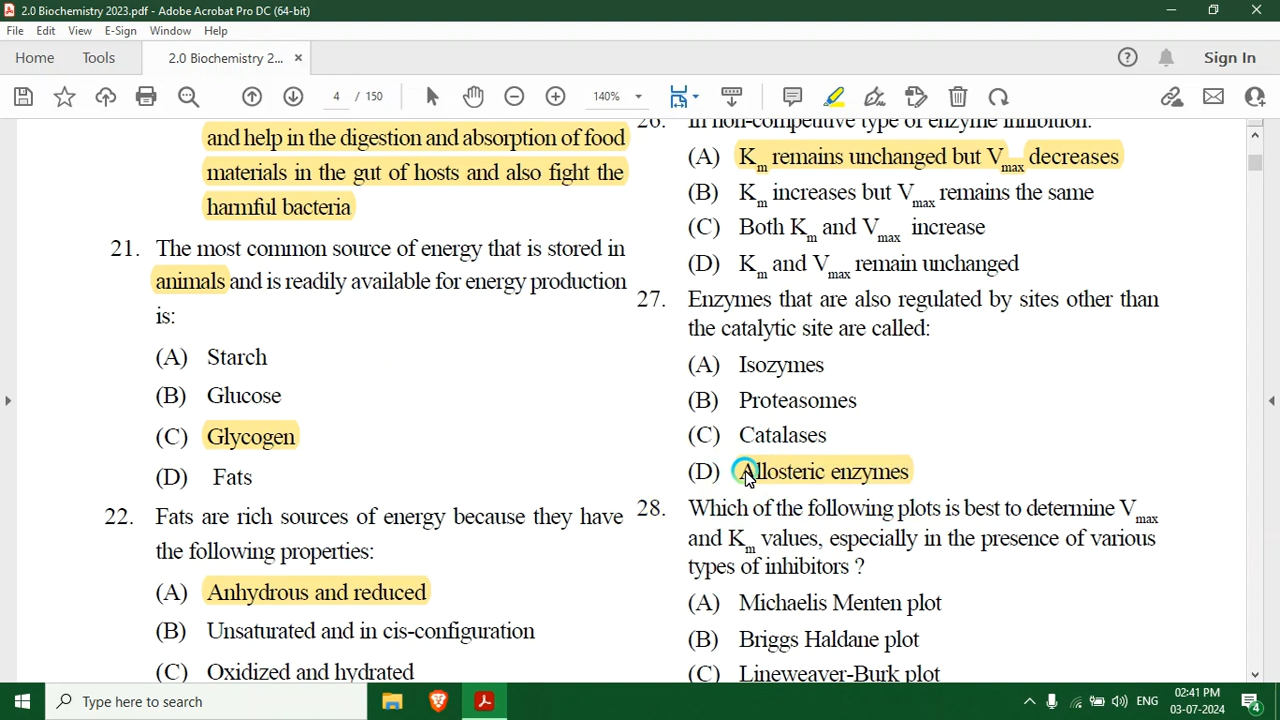 2.0 Biochemistry 2023.pdf - Adobe Acrobat Pro DC (64-bit)
File Edit View E-Sign Window Help
Home Tools 2.0 Biochemistry 2... × Sign In
4 / 150 140%
and help in the digestion and absorption of food
materials in the gut of hosts and also fight the
harmful bacteria
21. The most common source of energy that is stored in
animals and is readily available for energy production
is:
(A) Starch
(B) Glucose
(C) Glycogen
(D) Fats
22. Fats are rich sources of energy because they have
the following properties:
(A) Anhydrous and reduced
(B) Unsaturated and in cis-configuration
(C) Oxidized and hydrated
26. In non-competitive type of enzyme inhibition:
(A) Km remains unchanged but Vmax decreases
(B) Km increases but Vmax remains the same
(C) Both Km and Vmax increase
(D) Km and Vmax remain unchanged
27. Enzymes that are also regulated by sites other than
the catalytic site are called:
(A) Isozymes
(B) Proteasomes
(C) Catalases
(D) Allosteric enzymes
28. Which of the following plots is best to determine Vmax
and Km values, especially in the presence of various
types of inhibitors ?
(A) Michaelis Menten plot
(B) Briggs Haldane plot
(C) Lineweaver-Burk plot
Type here to search
ENG
02:41 PM
03-07-2024
4